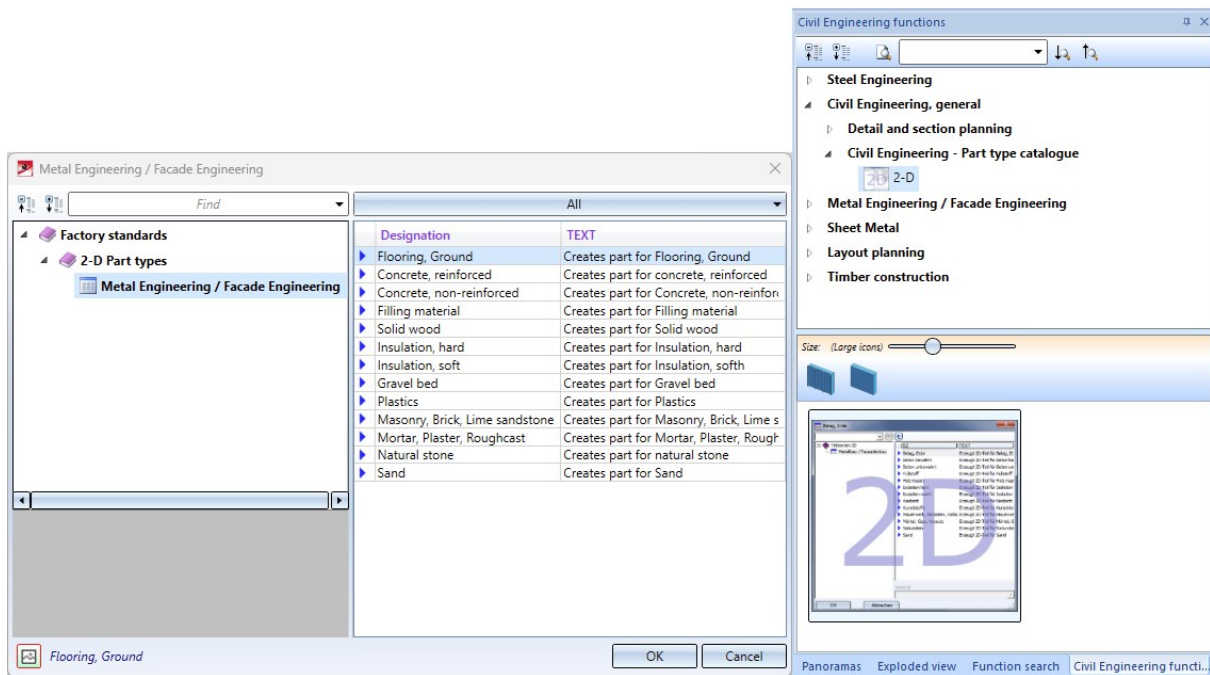 Metal Engineering / Facade Engineering
Find
All
Factory standards
2-D Part types
Metal Engineering / Facade Engineering
Designation TEXT
Flooring, Ground Creates part for Flooring, Ground
Concrete, reinforced Creates part for concrete, reinforced
Concrete, non-reinforced Creates part for Concrete, non-reinfor
Filling material Creates part for Filling material
Solid wood Creates part for Solid wood
Insulation, hard Creates part for Insulation, hard
Insulation, soft Creates part for Insulation, softh
Gravel bed Creates part for Gravel bed
Plastics Creates part for Plastics
Masonry, Brick, Lime sandstone Creates part for Masonry, Brick, Lime s
Mortar, Plaster, Roughcast Creates part for Mortar, Plaster, Rough
Natural stone Creates part for natural stone
Sand Creates part for Sand
Flooring, Ground
OK Cancel
Civil Engineering functions
Steel Engineering
Civil Engineering, general
Detail and section planning
Civil Engineering - Part type catalogue
2D 2-D
Metal Engineering / Facade Engineering
Sheet Metal
Layout planning
Timber construction
Size: (Large icons)
Belag, Erde
TEXT
2D
OK Abbrechen
Panoramas Exploded view Function search Civil Engineering functi...